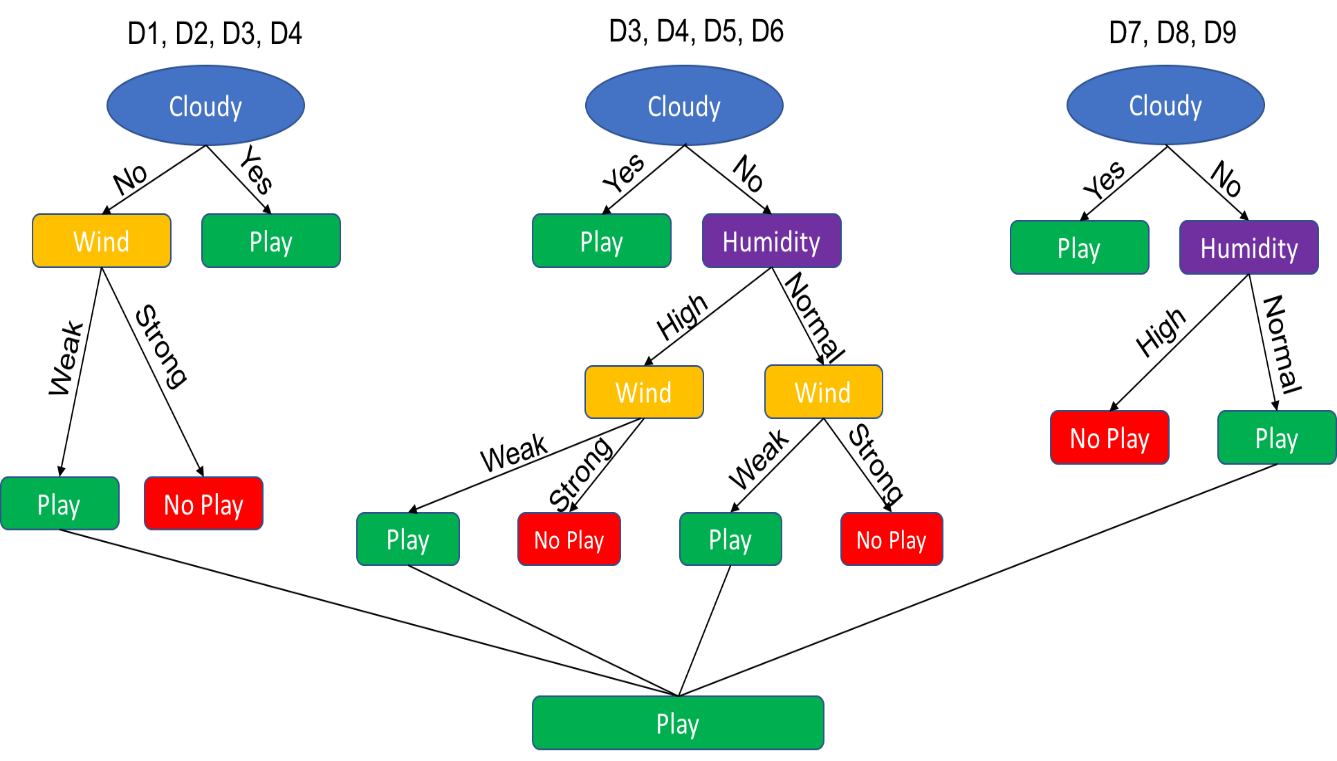 D1, D2, D3, D4
D3, D4, D5, D6
D7, D8, D9
Cloudy
Cloudy
Cloudy
No
Yes
Yes
No
Yes
No
Wind
Play
Play
Humidity
Play
Humidity
Weak
Strong
High
Normal
High
Normal
Wind
Wind
No Play
Play
Weak
Strong
Weak
Strong
Play
No Play
Play
No Play
Play
No Play
Play